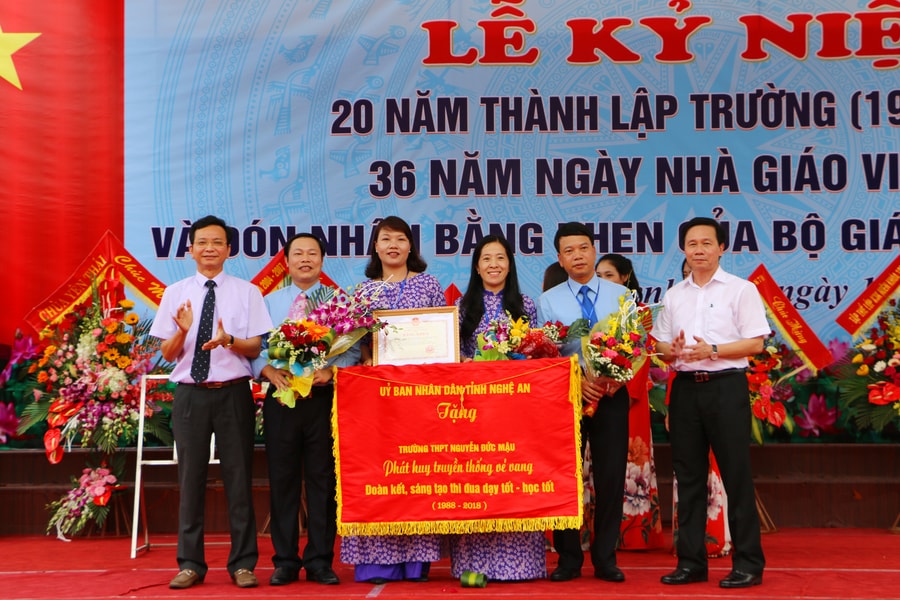 LỄ KỶ NIỆ
20 NĂM THÀNH LẬP TRƯỜNG (19
36 NĂM NGÀY NHÀ GIÁO VI
VÀ ĐÓN NHẬN BẰNG KHEN CỦA BỘ GIÁ
ngày 1
Chúc
ỦY BAN NHÂN DÂN TỈNH NGHỆ AN
Tặng
TRƯỜNG THPT NGUYỄN ĐỨC MẬU
Phát huy truyền thống vẻ vang
Đoàn kết, sáng tạo thi đua dạy tốt - học tốt
(1988-2018)